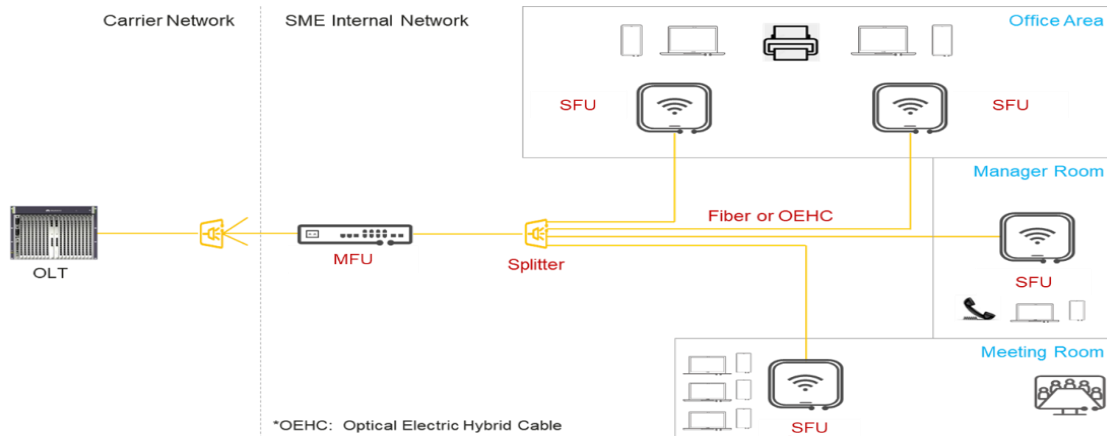 Carrier Network
SME Internal Network
Office Area
SFU
SFU
Manager Room
Fiber or OEHC
MFU
Splitter
OLT
SFU
Meeting Room
SFU
*OEHC: Optical Electric Hybrid Cable